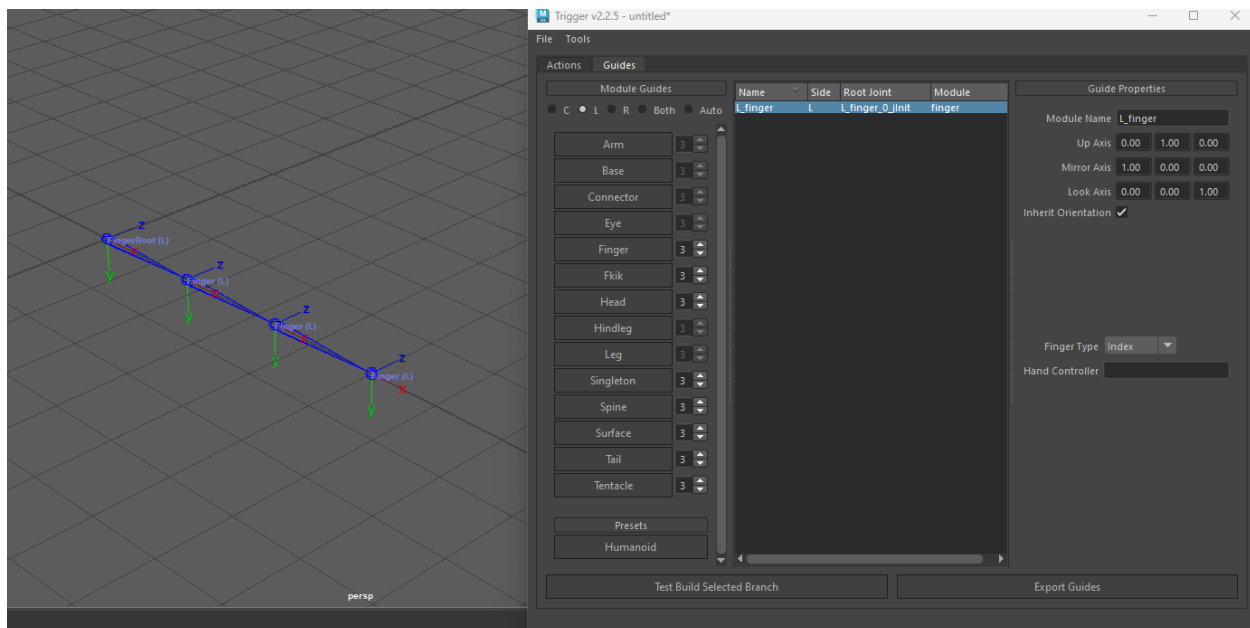 Trigger v2.2.5 - untitled*
File Tools
Actions Guides
Module Guides
C L R Both Auto
Arm 3
Base 3
Connector 3
Eye 3
Finger 3
Fkik 3
Head 3
Hindleg 3
Leg 3
Singleton 3
Spine 3
Surface 3
Tail 3
Tentacle 3
Presets
Humanoid
Name Side Root Joint Module
L_finger L L_finger_0_jInit finger
Guide Properties
Module Name L_finger
Up Axis 0.00 1.00 0.00
Mirror Axis 1.00 0.00 0.00
Look Axis 0.00 0.00 1.00
Inherit Orientation
Finger Type Index
Hand Controller
Test Build Selected Branch
Export Guides
z
FingerRoot (L)
x
y
z
Finger (L)
x
y
z
Finger (L)
x
y
z
Finger (L)
x
y
persp